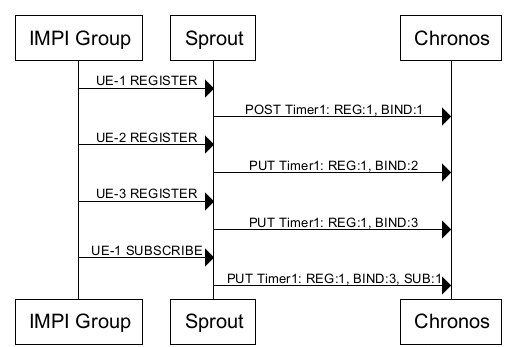 IMPI Group
Sprout
Chronos
UE-1 REGISTER
POST Timer1: REG:1, BIND:1
UE-2 REGISTER
PUT Timer1: REG:1, BIND:2
UE-3 REGISTER
PUT Timer1: REG:1, BIND:3
UE-1 SUBSCRIBE
PUT Timer1: REG:1, BIND:3, SUB:1
IMPI Group
Sprout
Chronos